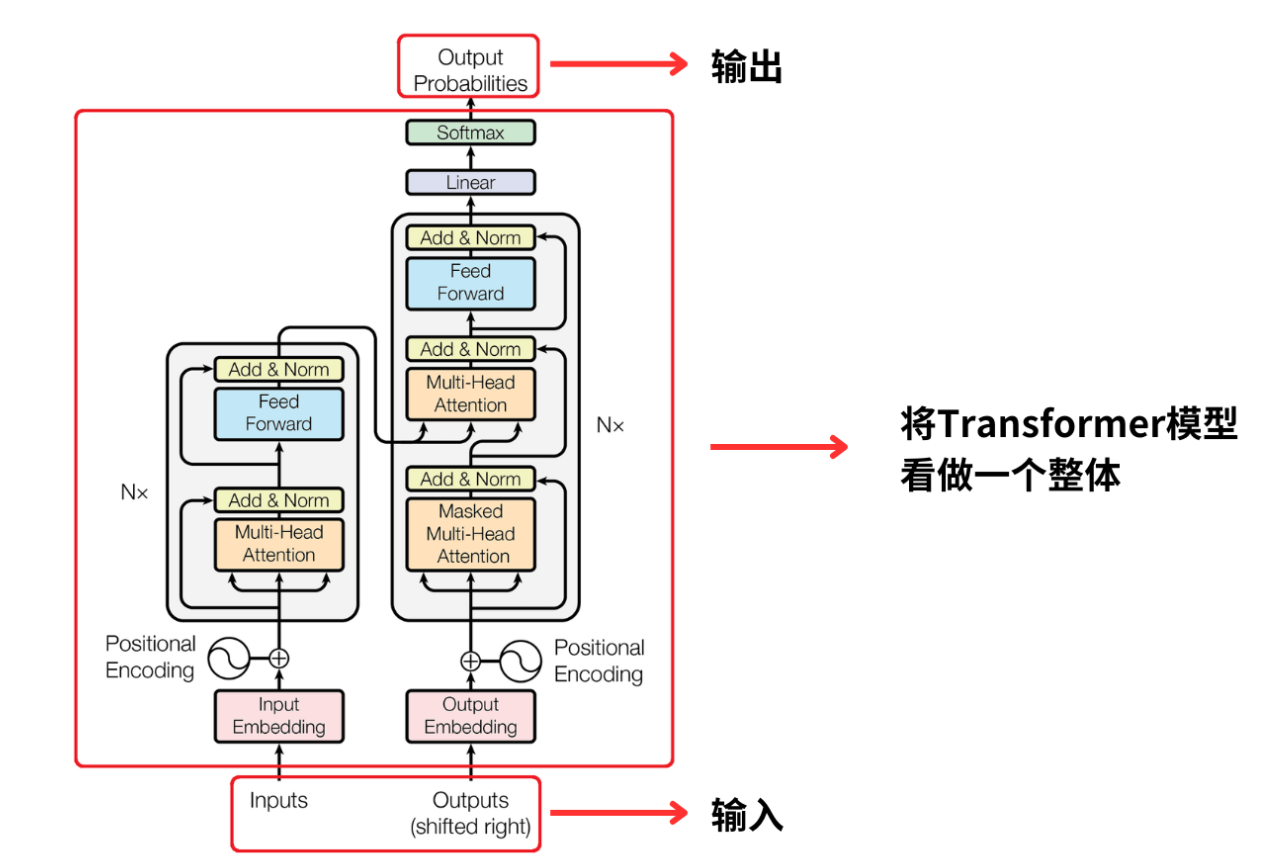 Output
Probabilities
输出
Softmax
Linear
Add & Norm
Feed
Forward
Add & Norm
Multi-Head
Attention
Nx
Add & Norm
Masked
Multi-Head
Attention
Add & Norm
Feed
Forward
Nx
Add & Norm
Multi-Head
Attention
将Transformer模型
看做一个整体
Positional
Encoding
Positional
Encoding
Input
Embedding
Output
Embedding
Inputs
Outputs
(shifted right)
输入